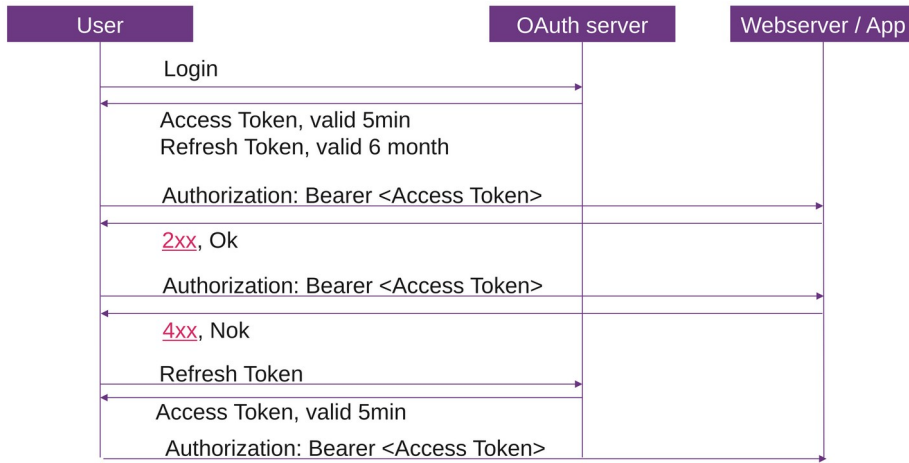 User
OAuth server
Webserver / App
Login
Access Token, valid 5min
Refresh Token, valid 6 month
Authorization: Bearer <Access Token>
2xx, Ok
Authorization: Bearer <Access Token>
4xx, Nok
Refresh Token
Access Token, valid 5min
Authorization: Bearer <Access Token>